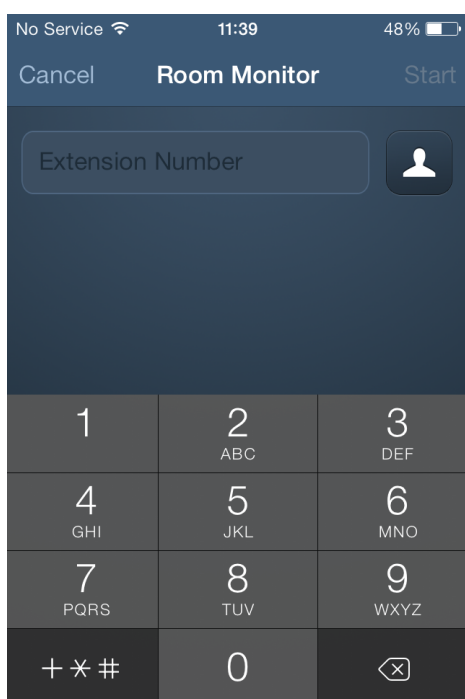 No Service 11:39 48%
Cancel Room Monitor Start
Extension Number
1 2 3
ABC DEF
4 5 6
GHI JKL MNO
7 8 9
PQRS TUV WXYZ
+*# 0